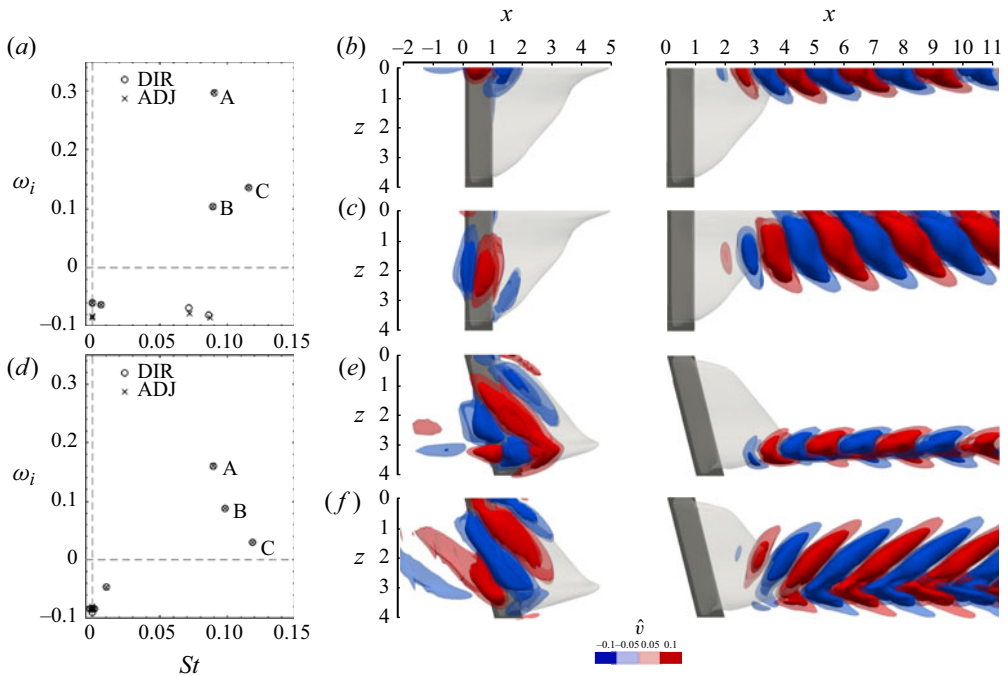 x
x
(a)
(b)
−2 −1 0 1 2 3 4 5
0 1 2 3 4 5 6 7 8 9 10 11
DIR
ADJ
A
B
C
0.3
0.2
0.1
0
−0.1
ω_i
0 0.05 0.10 0.15
z
0
1
2
3
4
(c)
z
0
1
2
3
4
(d)
DIR
ADJ
A
B
C
0.3
0.2
0.1
0
−0.1
ω_i
0 0.05 0.10 0.15
St
(e)
z
0
1
2
3
4
(f)
z
0
1
2
3
4
v̂
−0.1 −0.05 0.05 0.1